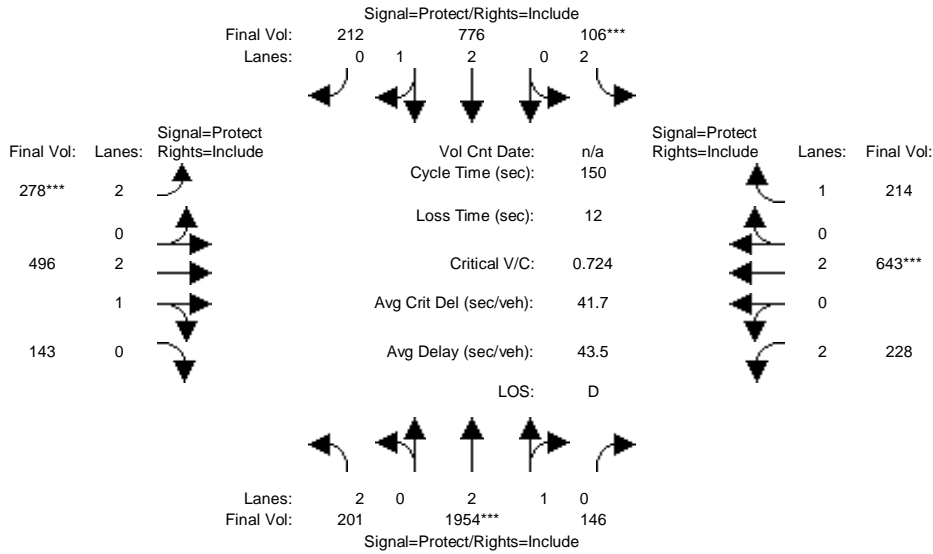 Signal=Protect/Rights=Include
Final Vol: 212 776 106***
Lanes: 0 1 2 0 2
Signal=Protect
Final Vol: Lanes: Rights=Include
Vol Cnt Date: n/a
Signal=Protect
Rights=Include Lanes: Final Vol:
Cycle Time (sec): 150
278*** 2
1 214
Loss Time (sec): 12
0
0
496 2
Critical V/C: 0.724
2 643***
1
Avg Crit Del (sec/veh): 41.7
0
143 0
Avg Delay (sec/veh): 43.5
2 228
LOS: D
Lanes: 2 0 2 1 0
Final Vol: 201 1954*** 146
Signal=Protect/Rights=Include